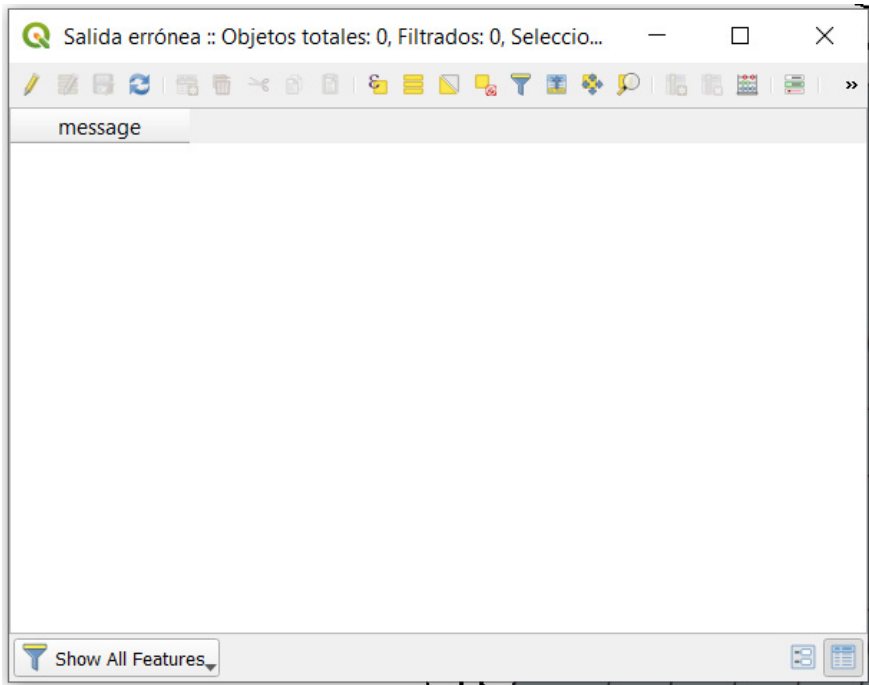 Salida errónea :: Objetos totales: 0, Filtrados: 0, Seleccio...
message
Show All Features